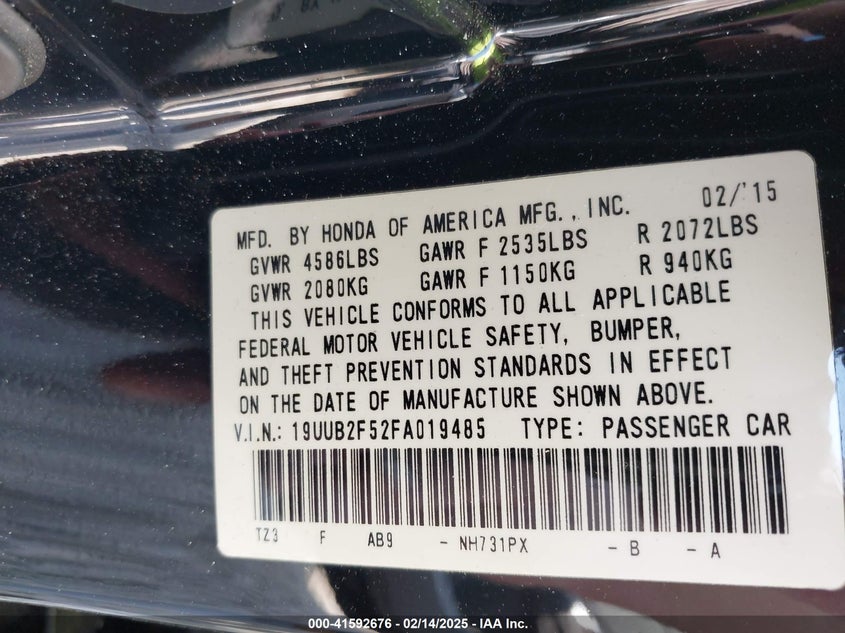 MFD. BY HONDA OF AMERICA MFG., INC. 02/'15
GVWR 4586LBS GAWR F 2535LBS R 2072LBS
GVWR 2080KG GAWR F 1150KG R 940KG
THIS VEHICLE CONFORMS TO ALL APPLICABLE
FEDERAL MOTOR VEHICLE SAFETY, BUMPER,
AND THEFT PREVENTION STANDARDS IN EFFECT
ON THE DATE OF MANUFACTURE SHOWN ABOVE.
V.I.N.: 19UUB2F52FA019485 TYPE: PASSENGER CAR
TZ3 F AB9 - NH731PX - B - A
000-41592676 - 02/14/2025 - IAA Inc.